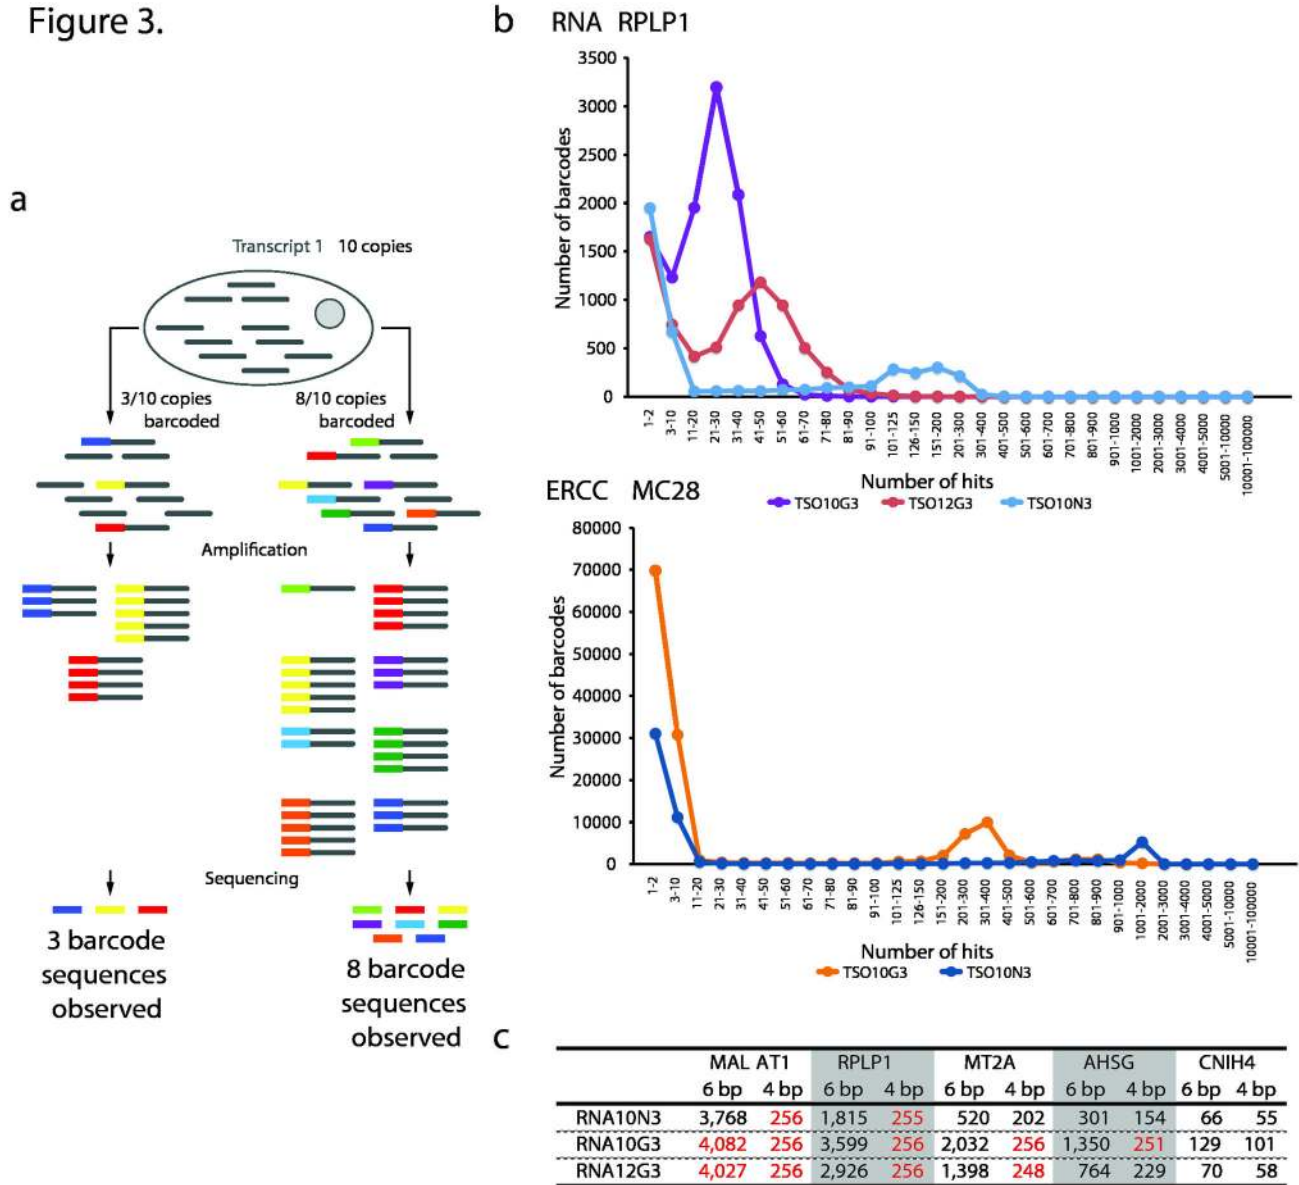 Figure 3.
a
Transcript 1 10 copies
3/10 copies
barcoded
8/10 copies
barcoded
Amplification
Sequencing
3 barcode
sequences
observed
8 barcode
sequences
observed
b RNA RPLP1
Number of barcodes
3500
3000
2500
2000
1500
1000
500
0
1-2
3-10
11-20
21-30
31-40
41-50
51-60
61-70
71-80
81-90
91-100
101-125
126-150
151-200
201-300
301-400
401-500
501-600
601-700
701-800
801-900
901-1000
1001-2000
2001-3000
3001-4000
4001-5000
5001-10000
10001-100000
Number of hits
TSO10G3 TSO12G3 TSO10N3
ERCC MC28
Number of barcodes
80000
70000
60000
50000
40000
30000
20000
10000
0
1-2
3-10
11-20
21-30
31-40
41-50
51-60
61-70
71-80
81-90
91-100
101-125
126-150
151-200
201-300
301-400
401-500
501-600
601-700
701-800
801-900
901-1000
1001-2000
2001-3000
3001-4000
4001-5000
5001-10000
10001-100000
Number of hits
TSO10G3 TSO10N3
c
MAL AT1 RPLP1 MT2A AHSG CNIH4
6 bp 4 bp 6 bp 4 bp 6 bp 4 bp 6 bp 4 bp 6 bp 4 bp
RNA10N3 3,768 256 1,815 255 520 202 301 154 66 55
RNA10G3 4,082 256 3,599 256 2,032 256 1,350 251 129 101
RNA12G3 4,027 256 2,926 256 1,398 248 764 229 70 58